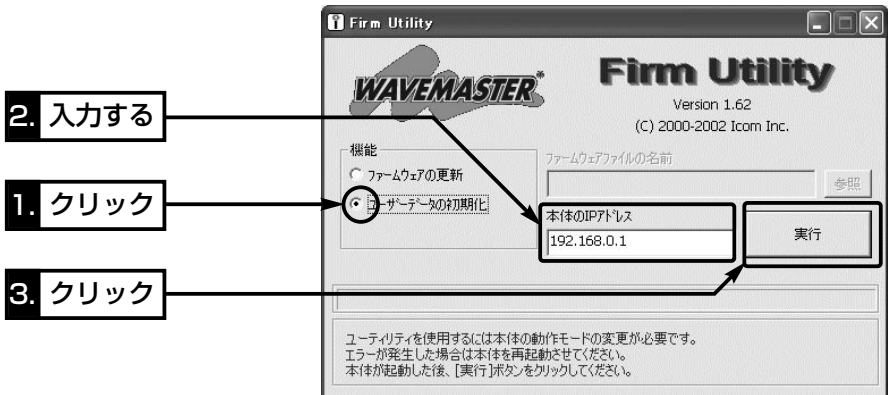 Firm Utility
WAVEMASTER
Firm Utility
Version 1.62
(C) 2000-2002 Icom Inc.
2. 入力する
機能
ファームウェアの更新
ユーザーデータの初期化
ファームウェアファイルの名前
参照
1. クリック
本体のIPアドレス
192.168.0.1
実行
3. クリック
ユーティリティを使用するには本体の動作モードの変更が必要です。
エラーが発生した場合は本体を再起動させてください。
本体が起動した後、[実行]ボタンをクリックしてください。